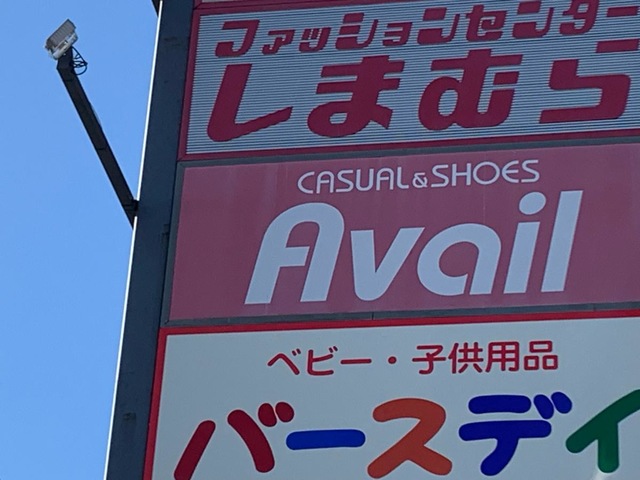 ファッションセンター
しまむら
CASUAL&SHOES
Avail
ベビー・子供用品
バースデイ